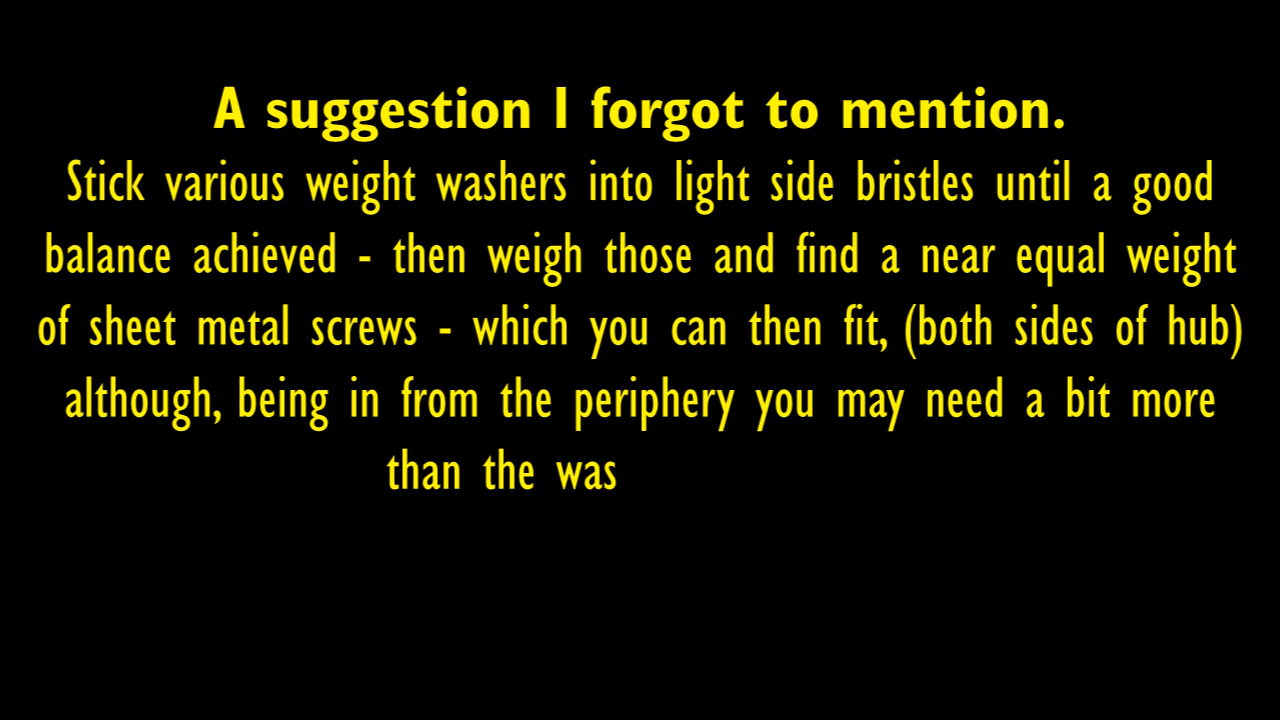 A suggestion I forgot to mention.
Stick various weight washers into light side bristles until a good
balance achieved - then weigh those and find a near equal weight
of sheet metal screws - which you can then fit, (both sides of hub)
although, being in from the periphery you may need a bit more
than the was